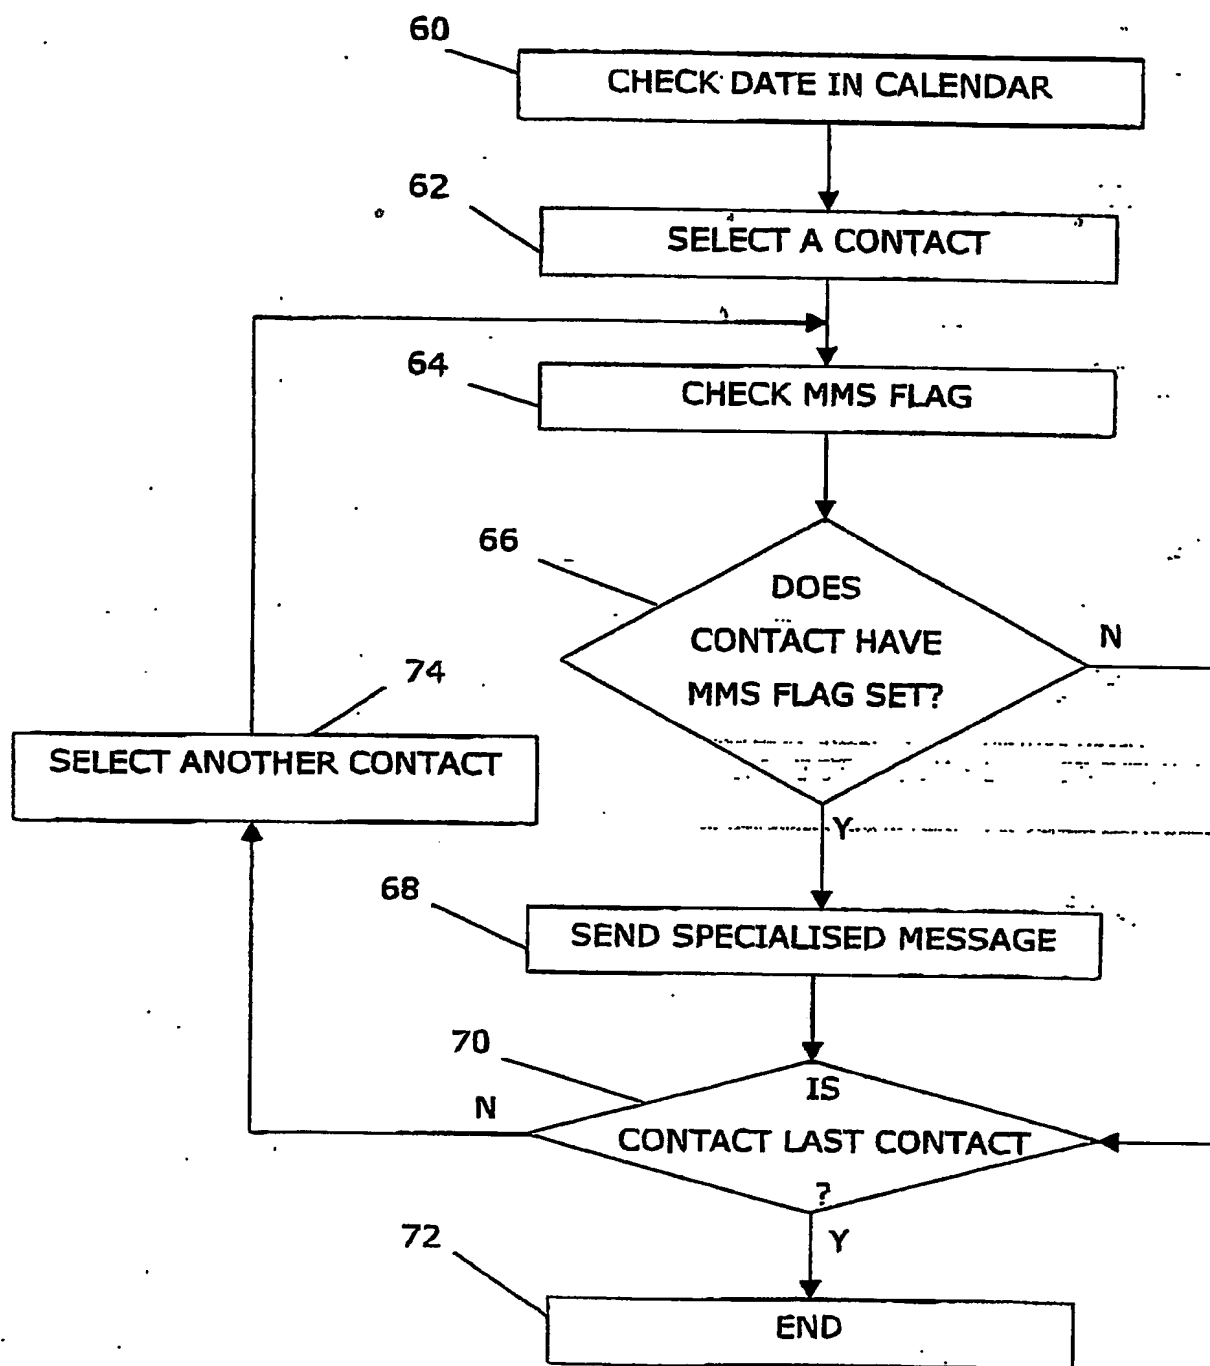 60
CHECK DATE IN CALENDAR
62
SELECT A CONTACT
64
CHECK MMS FLAG
66
DOES
CONTACT HAVE
MMS FLAG SET?
N
74
SELECT ANOTHER CONTACT
Y
68
SEND SPECIALISED MESSAGE
70
N
IS
CONTACT LAST CONTACT
?
72
Y
END